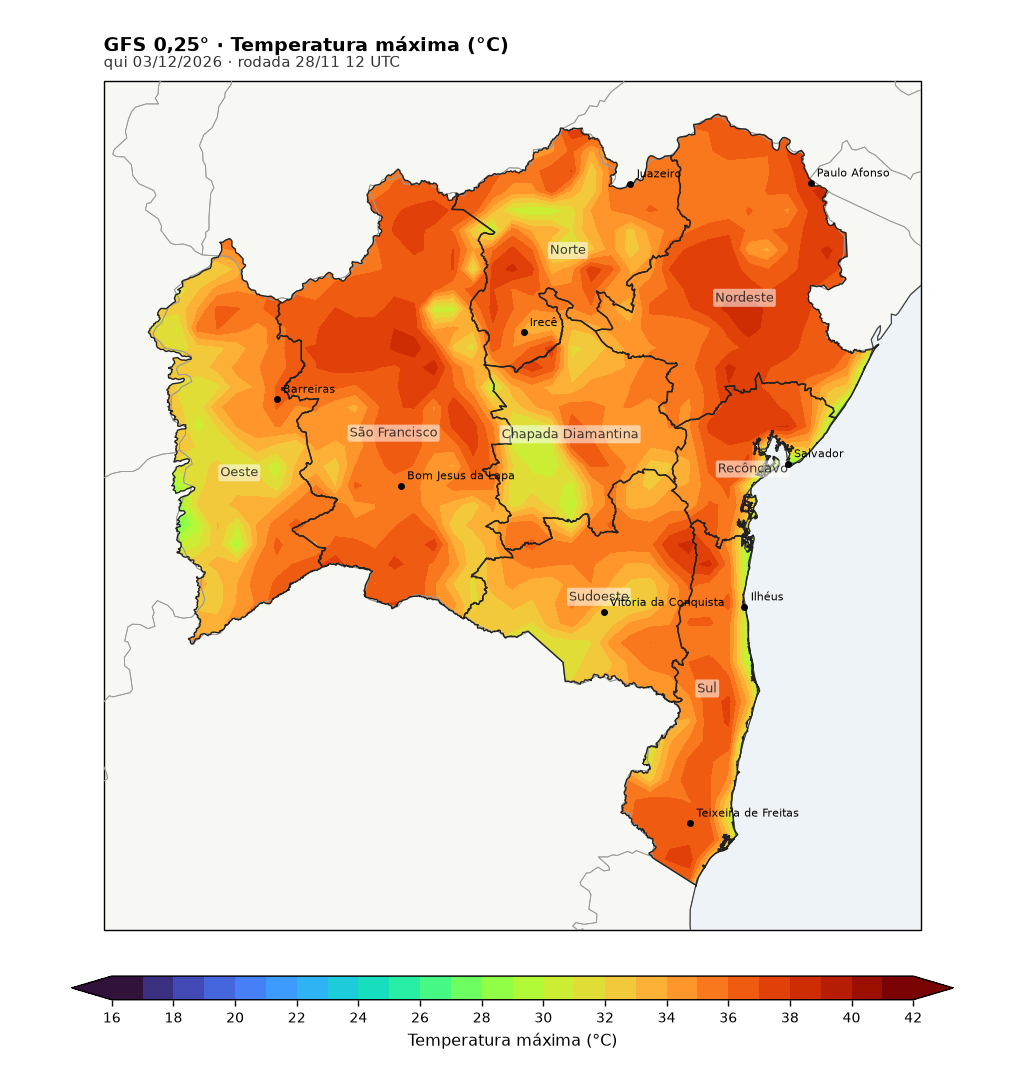 GFS 0,25° · Temperatura máxima (°C)
qui 03/12/2026 · rodada 28/11 12 UTC
Juazeiro
Paulo Afonso
Norte
Nordeste
Irecê
Barreiras
São Francisco
Chapada Diamantina
Salvador
Recôncavo
Oeste
Bom Jesus da Lapa
Sudoeste
Vitória da Conquista
Ilhéus
Sul
Teixeira de Freitas
16 18 20 22 24 26 28 30 32 34 36 38 40 42
Temperatura máxima (°C)